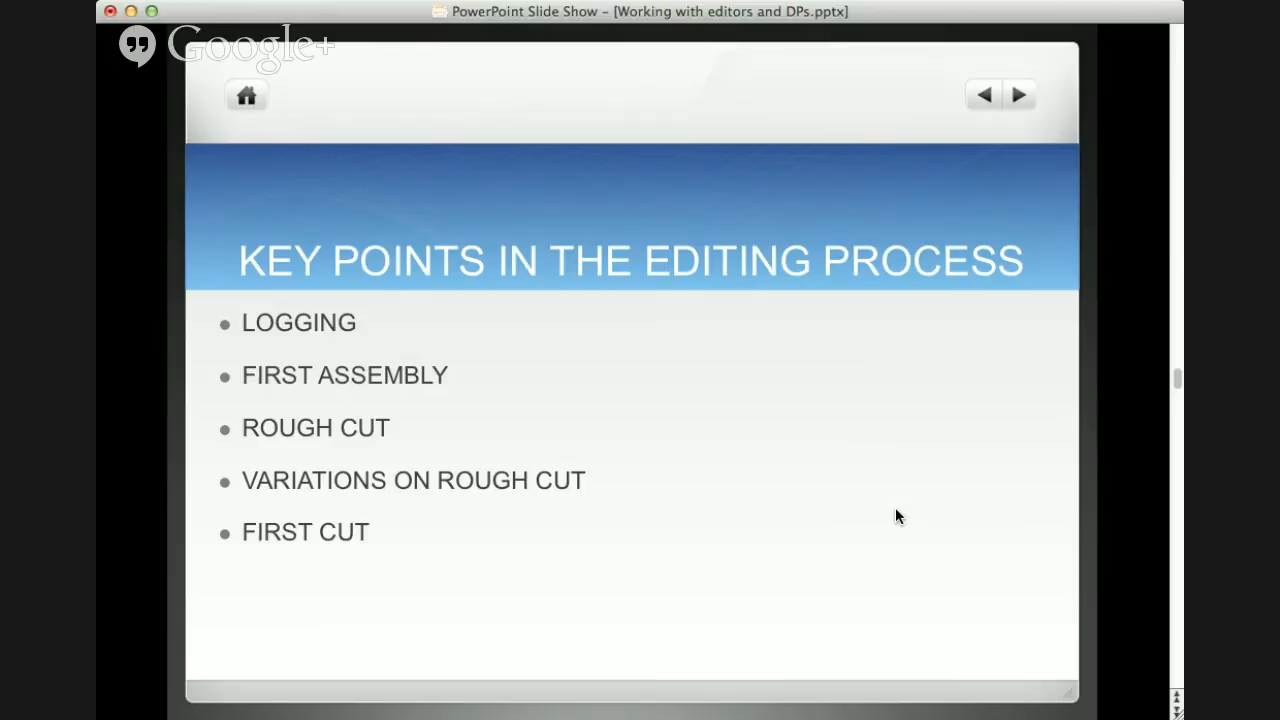 PowerPoint Slide Show – [Working with editors and DPs.pptx]
Google+
KEY POINTS IN THE EDITING PROCESS
LOGGING
FIRST ASSEMBLY
ROUGH CUT
VARIATIONS ON ROUGH CUT
FIRST CUT